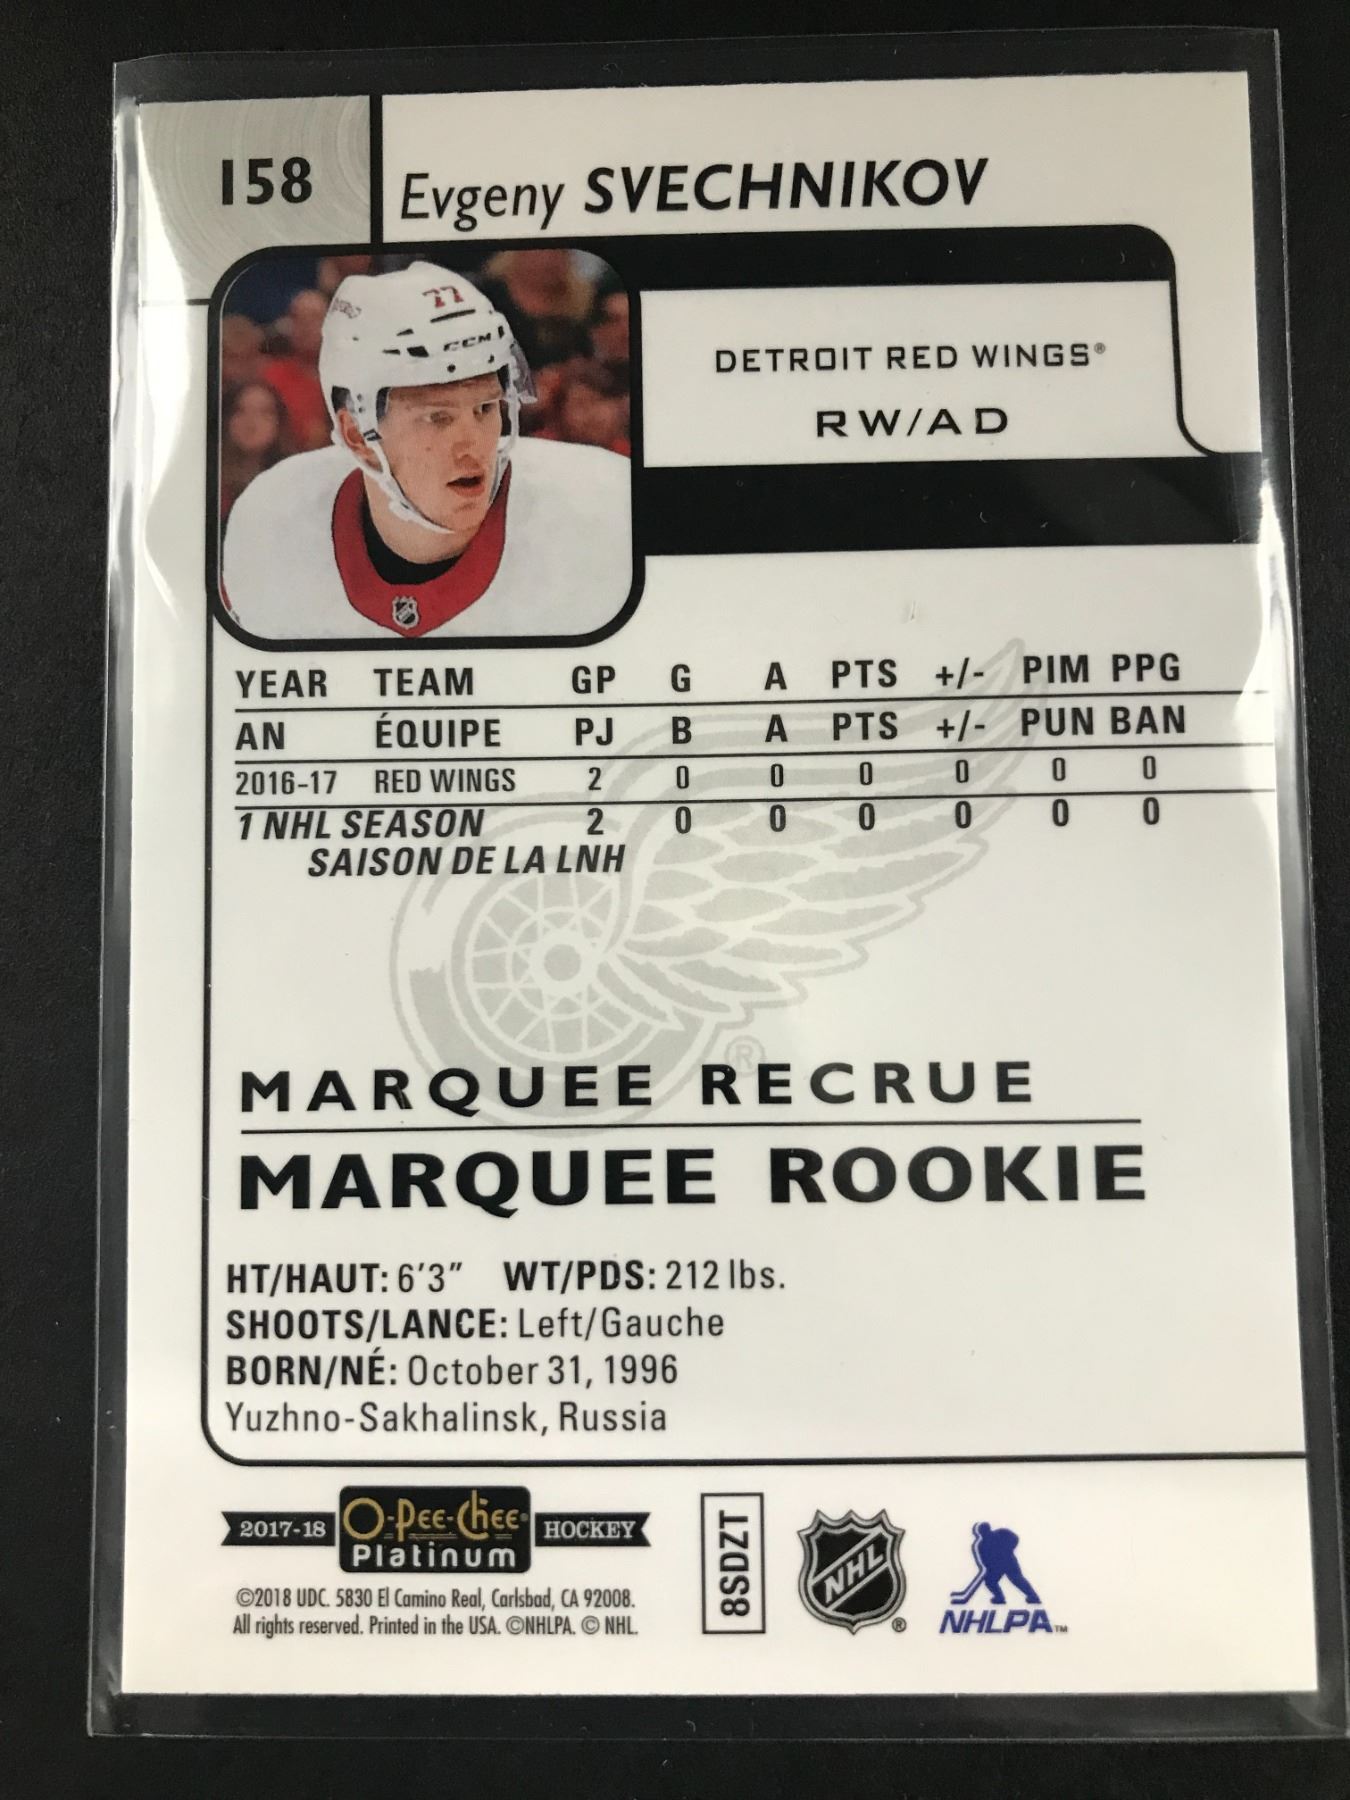 158
Evgeny SVECHNIKOV
77
CCM
DETROIT RED WINGS®
RW/AD
YEAR TEAM GP G A PTS +/- PIM PPG
AN ÉQUIPE PJ B A PTS +/- PUN BAN
2016-17 RED WINGS 2 0 0 0 0 0 0
1 NHL SEASON 2 0 0 0 0 0 0
SAISON DE LA LNH
®
MARQUEE RECRUE
MARQUEE ROOKIE
HT/HAUT: 6'3" WT/PDS: 212 lbs.
SHOOTS/LANCE: Left/Gauche
BORN/NÉ: October 31, 1996
Yuzhno-Sakhalinsk, Russia
2017-18 O-Pee-Chee® HOCKEY
Platinum
©2018 UDC. 5830 El Camino Real, Carlsbad, CA 92008.
All rights reserved. Printed in the USA. ©NHLPA. © NHL.
8SDZT
NHL ®
NHLPA™